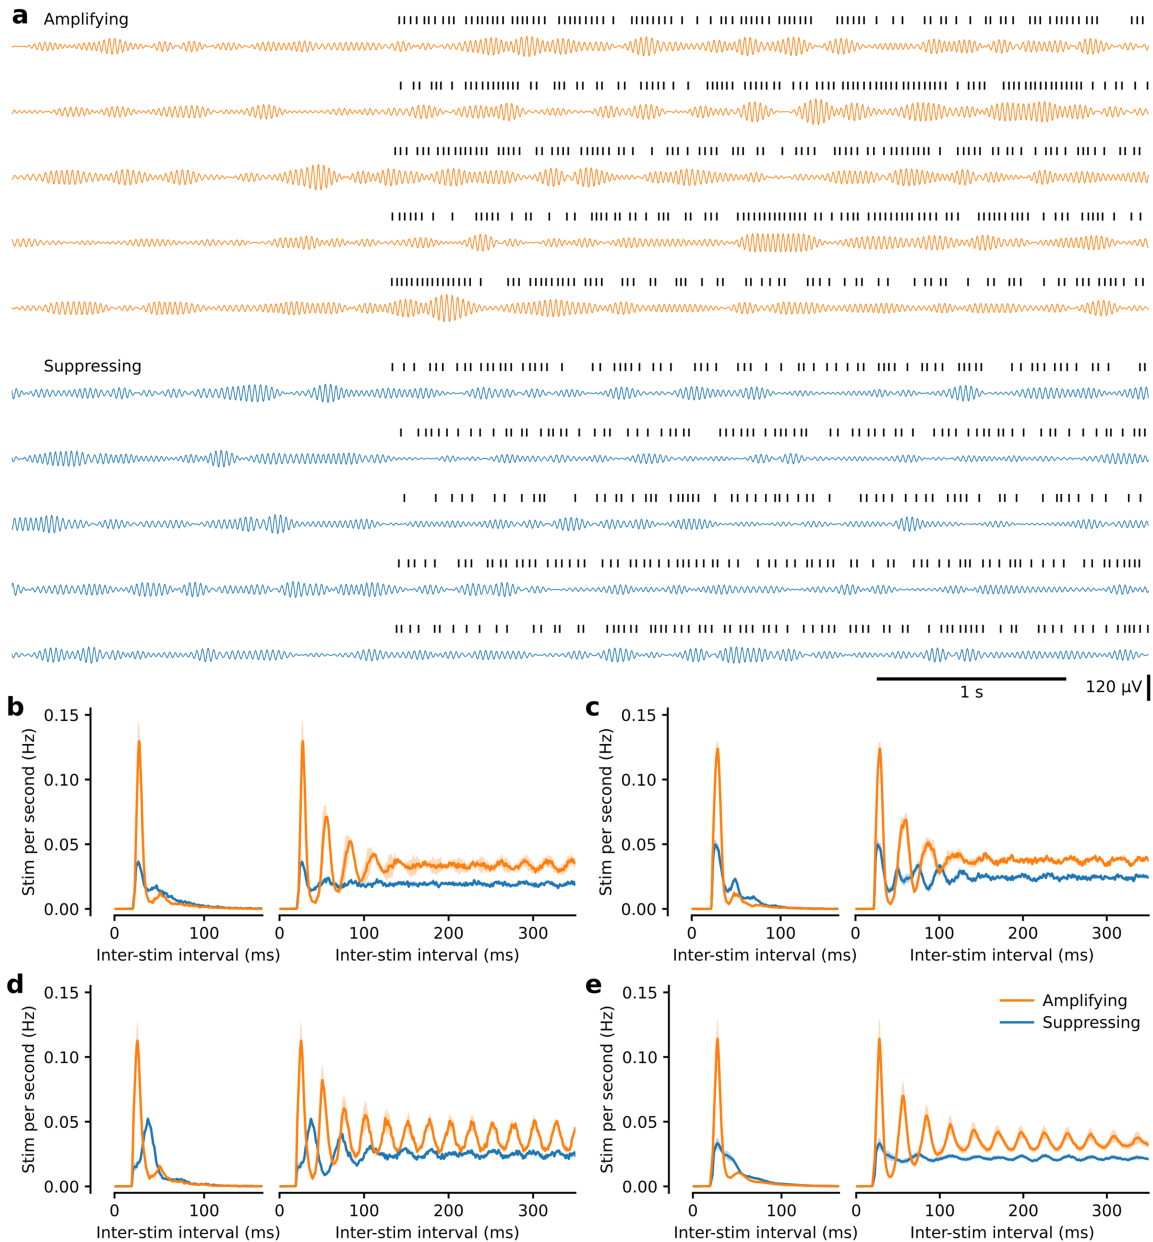 a
Amplifying
Suppressing
1 s
120 µV
b
Stim per second (Hz)
0.15
0.10
0.05
0.00
0
100
Inter-stim interval (ms)
0
100
200
300
Inter-stim interval (ms)
c
Stim per second (Hz)
0.15
0.10
0.05
0.00
0
100
Inter-stim interval (ms)
0
100
200
300
Inter-stim interval (ms)
d
Stim per second (Hz)
0.15
0.10
0.05
0.00
0
100
Inter-stim interval (ms)
0
100
200
300
Inter-stim interval (ms)
e
Stim per second (Hz)
0.15
0.10
0.05
0.00
0
100
Inter-stim interval (ms)
0
100
200
300
Inter-stim interval (ms)
Amplifying
Suppressing